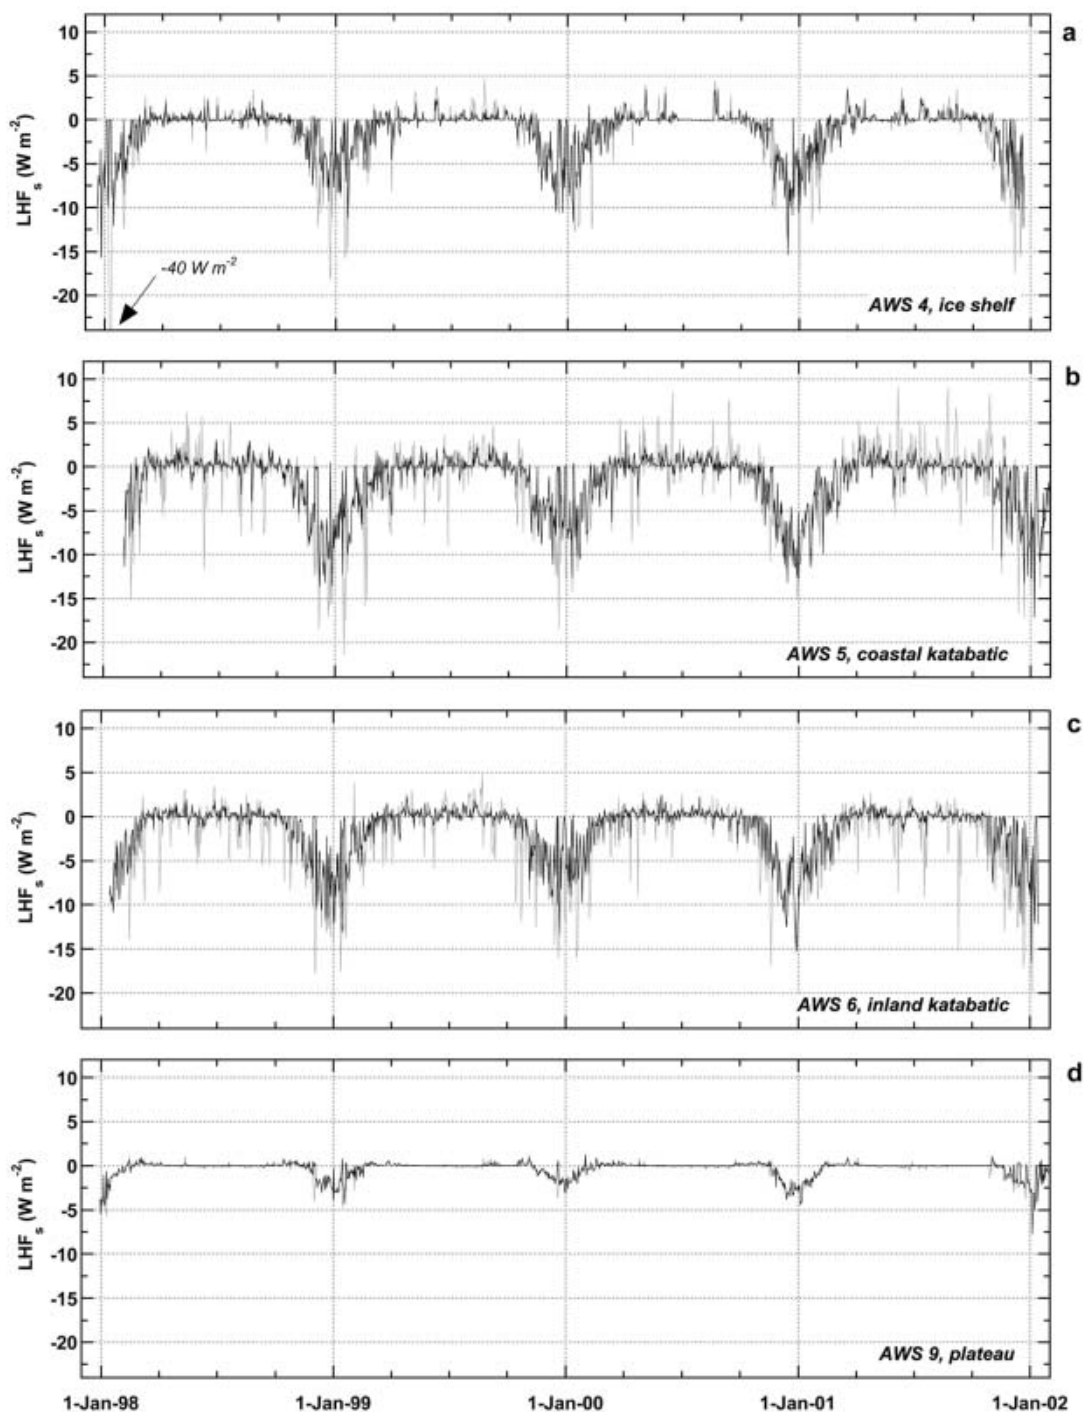 a
10
5
0
-5
-10
-15
-20
LHFs (W m-2)
-40 W m-2
AWS 4, ice shelf
b
10
5
0
-5
-10
-15
-20
LHFs (W m-2)
AWS 5, coastal katabatic
c
10
5
0
-5
-10
-15
-20
LHFs (W m-2)
AWS 6, inland katabatic
d
10
5
0
-5
-10
-15
-20
LHFs (W m-2)
AWS 9, plateau
1-Jan-98 1-Jan-99 1-Jan-00 1-Jan-01 1-Jan-02